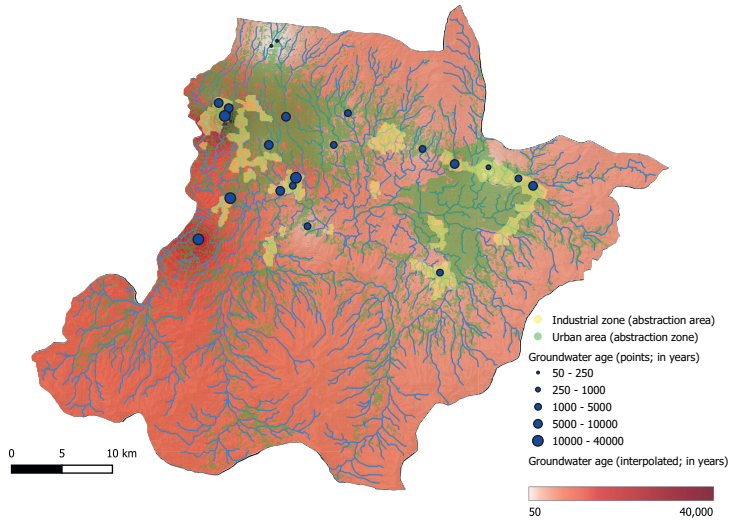 Industrial zone (abstraction area)
Urban area (abstraction zone)
Groundwater age (points; in years)
50 - 250
250 - 1000
1000 - 5000
5000 - 10000
10000 - 40000
Groundwater age (interpolated; in years)
50 40,000
0 5 10 km